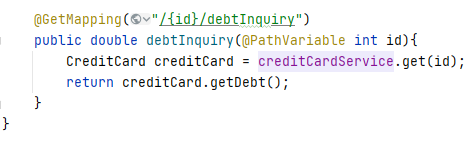 @GetMapping("/{id}/debtInquiry")
public double debtInquiry(@PathVariable int id){
CreditCard creditCard = creditCardService.get(id);
return creditCard.getDebt();
}
}